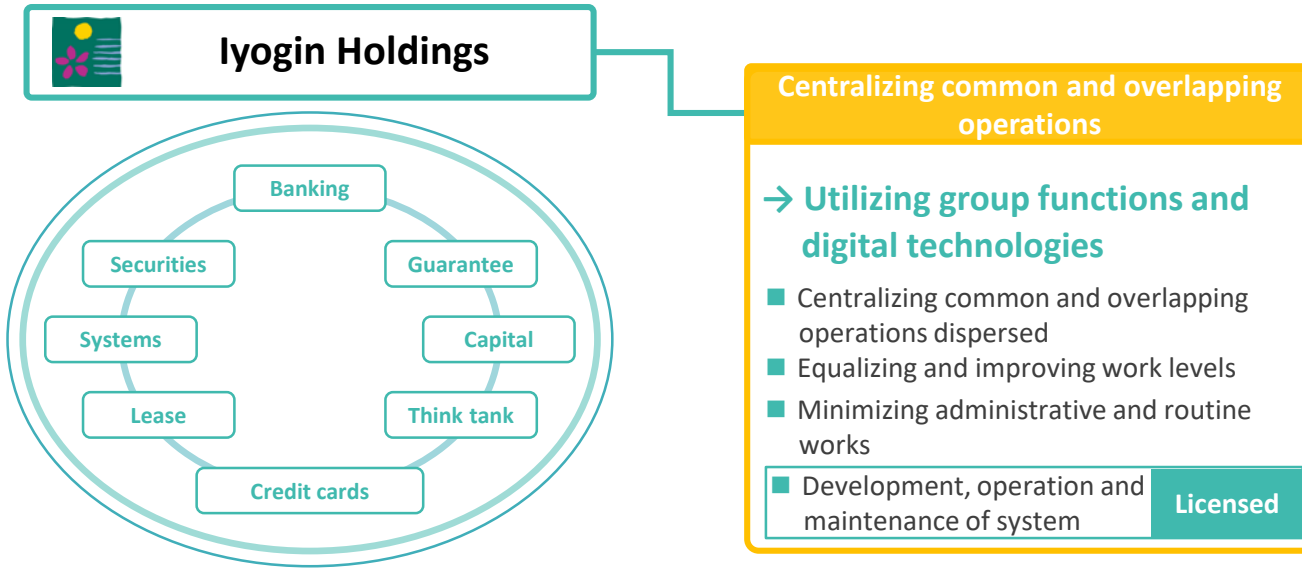 Iyogin Holdings
Banking
Securities
Guarantee
Systems
Capital
Lease
Think tank
Credit cards
Centralizing common and overlapping
operations
→ Utilizing group functions and
digital technologies
■ Centralizing common and overlapping
operations dispersed
■ Equalizing and improving work levels
■ Minimizing administrative and routine
works
■ Development, operation and
maintenance of system
Licensed